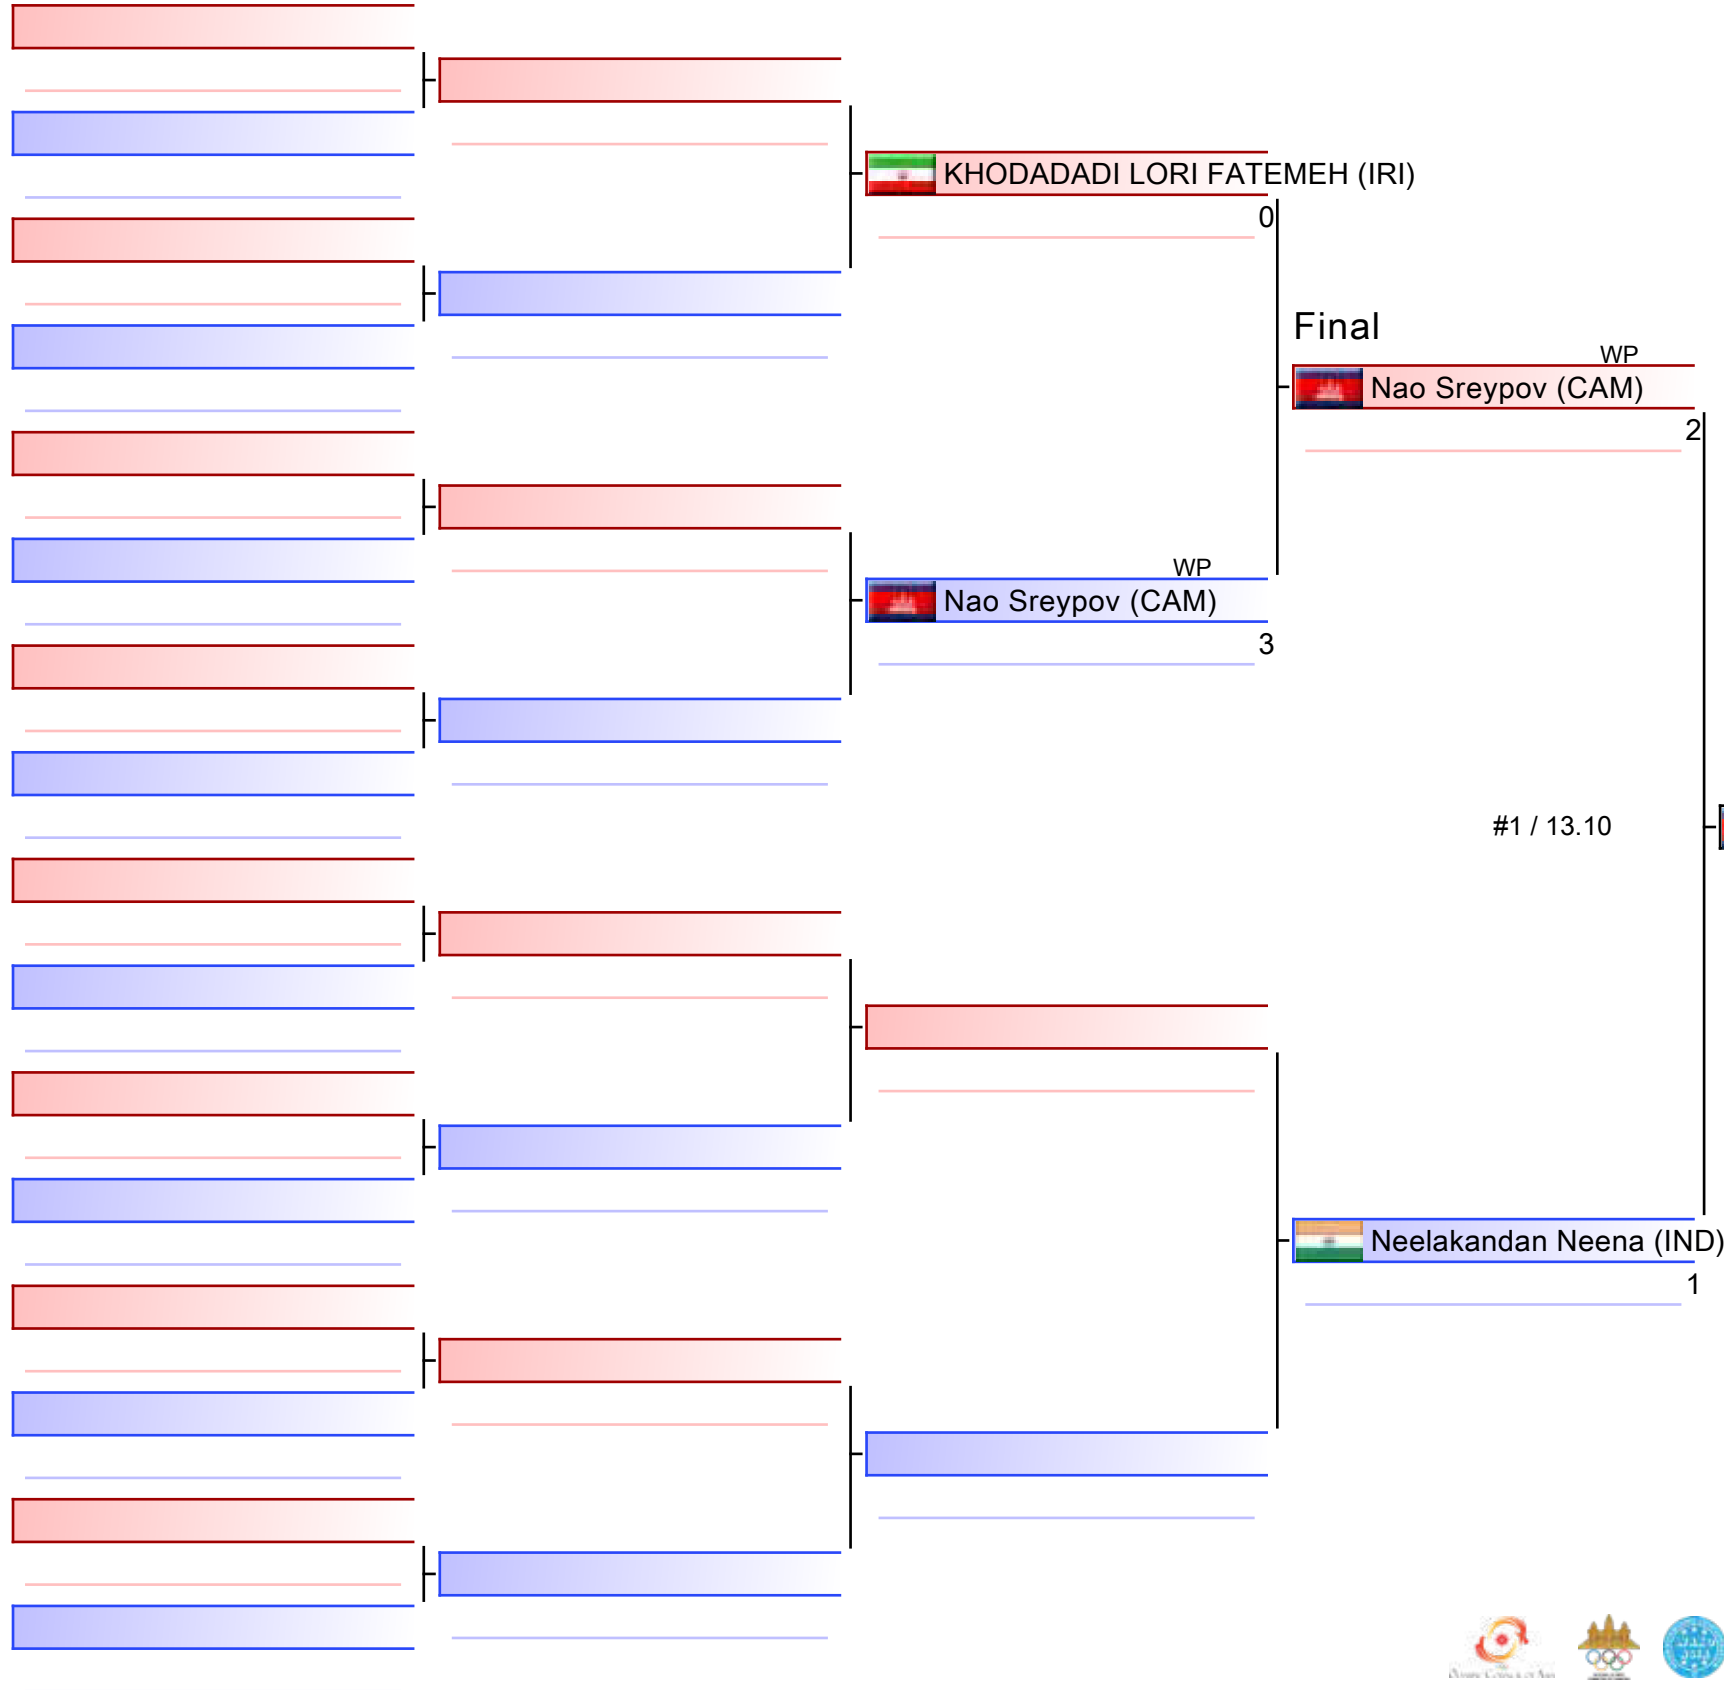 KHODADADI LORI FATEMEH (IRI)
0
Final
WP
Nao Sreypov (CAM)
2
WP
Nao Sreypov (CAM)
3
#1 / 13.10
Neelakandan Neena (IND)
1